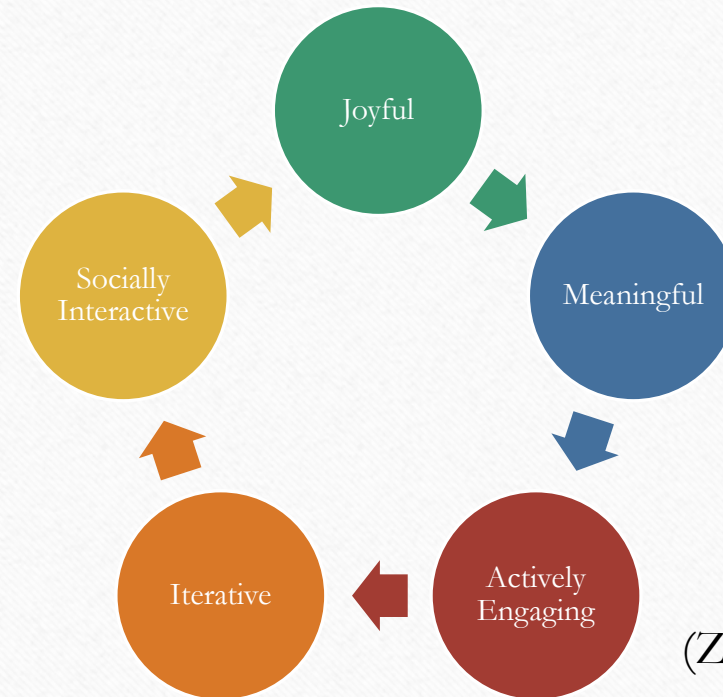 Joyful
Meaningful
Actively
Engaging
Iterative
Socially
Interactive
(Z